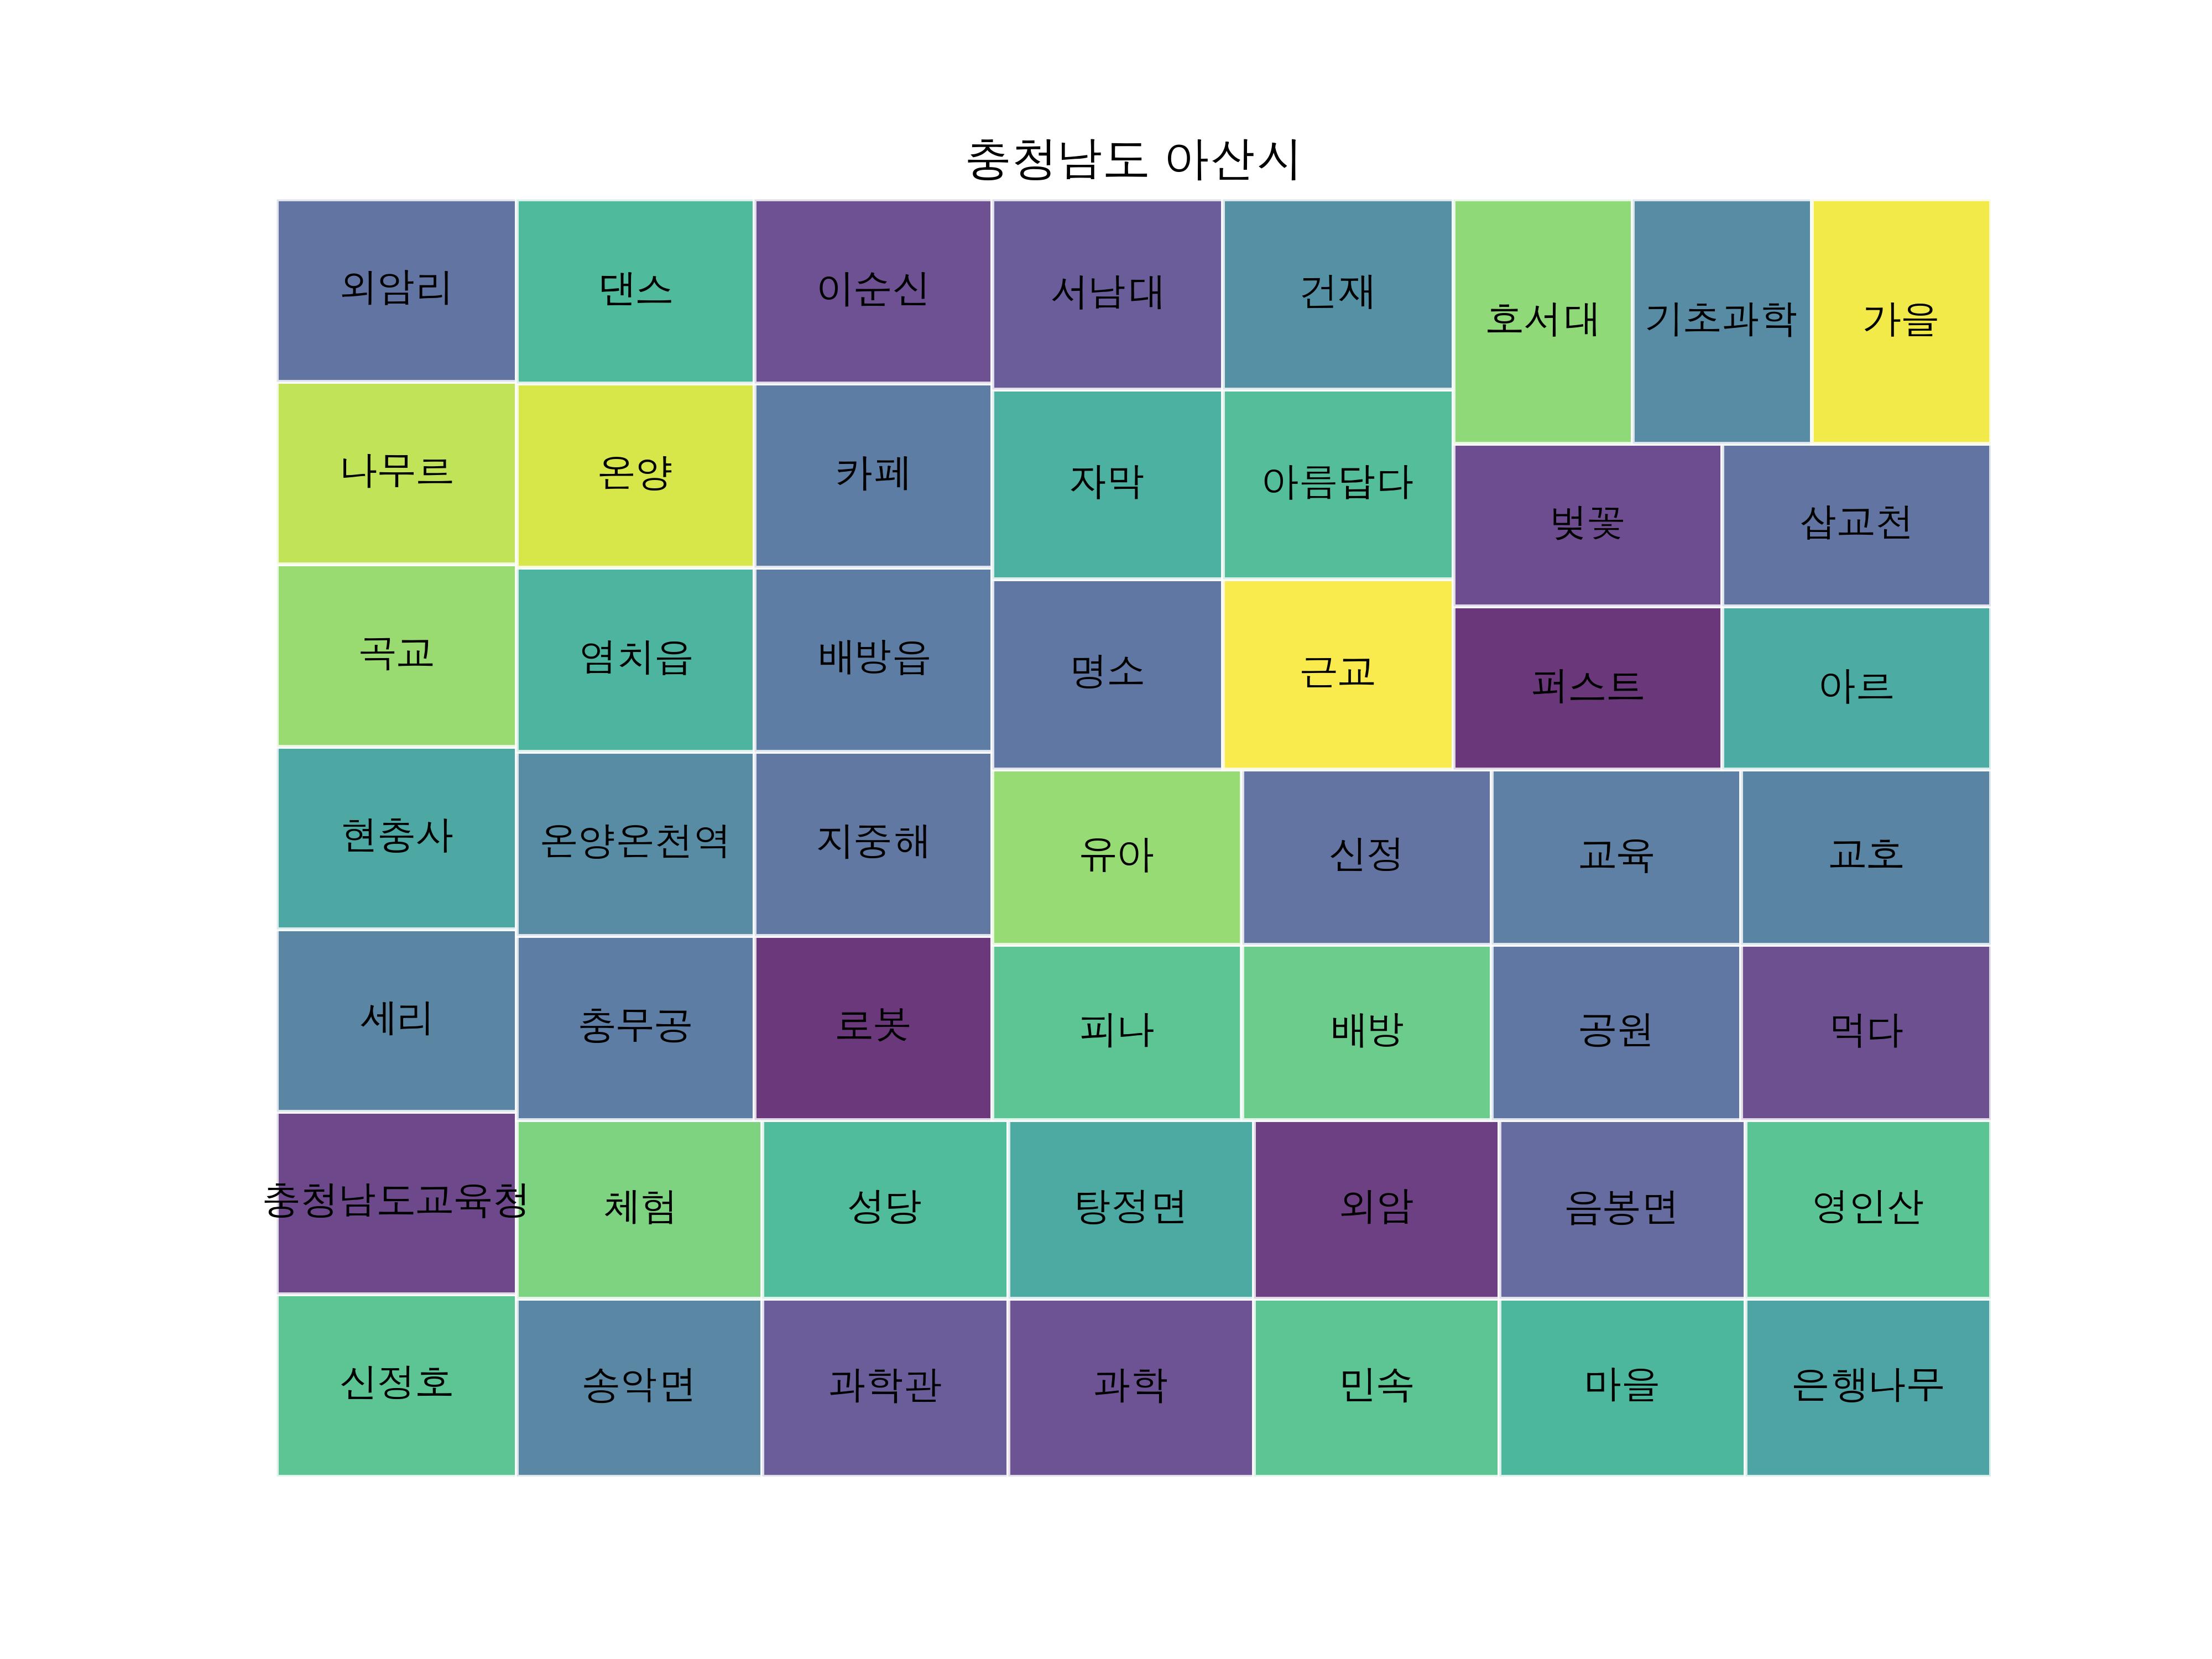 충청남도 아산시
외암리
댄스
이순신
서남대
건재
호서대
기초과학
가을
나무르
온양
카페
자막
아름답다
벚꽃
삽교천
곡교
염치읍
배방읍
명소
근교
퍼스트
아르
현충사
온양온천역
지중해
유아
신정
교육
교호
세리
충무공
로봇
피나
배방
공원
먹다
충청남도교육청
체험
성당
탕정면
외암
음봉면
영인산
신정호
송악면
과학관
과학
민속
마을
은행나무